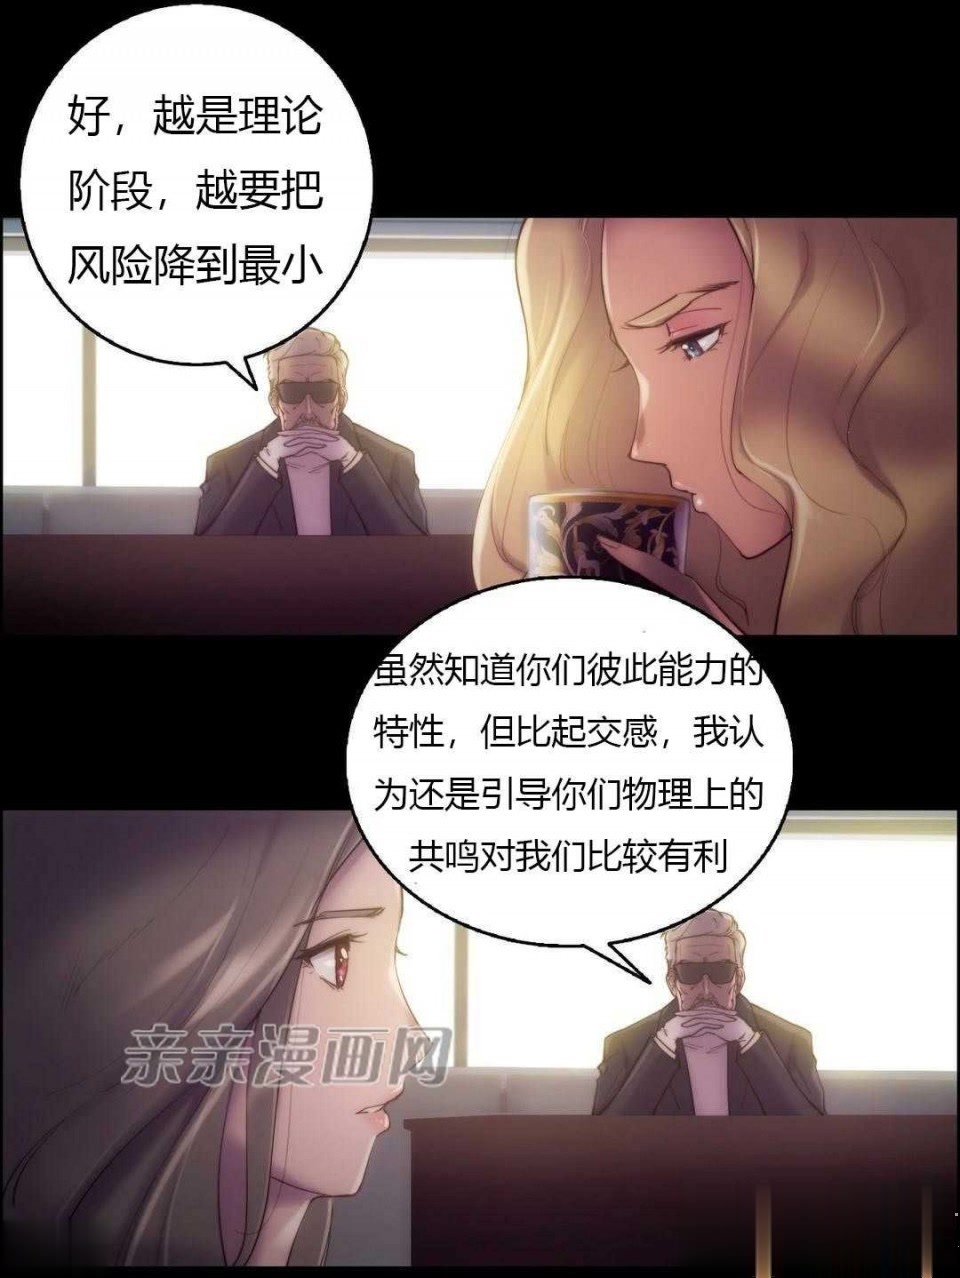 好，越是理论
阶段，越要把
风险降到最小
虽然知道你们彼此能力的
特性，但比起交感，我认
为还是引导你们物理上的
共鸣对我们比较有利
亲亲漫画网